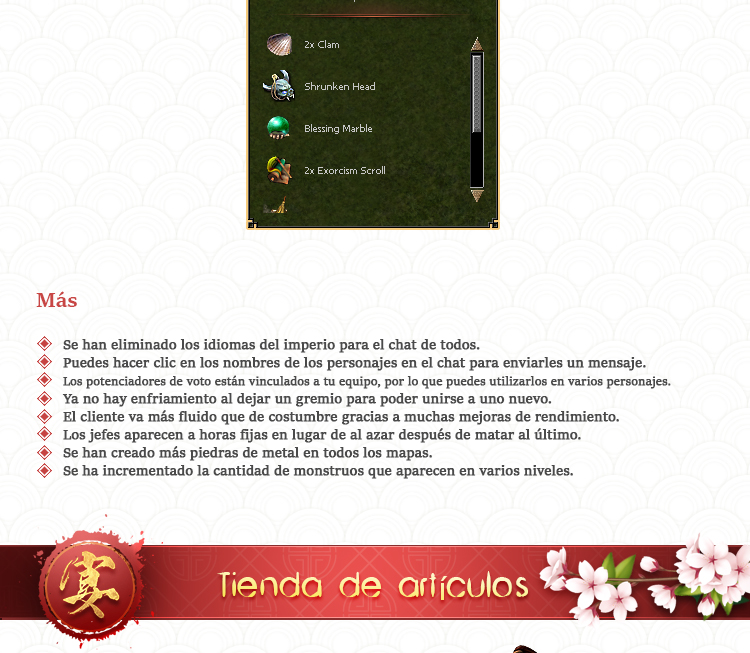 2x Clam
Shrunken Head
Blessing Marble
2x Exorcism Scroll
Más
Se han eliminado los idiomas del imperio para el chat de todos.
Puedes hacer clic en los nombres de los personajes en el chat para enviarles un mensaje.
Los potenciadores de voto están vinculados a tu equipo, por lo que puedes utilizarlos en varios personajes.
Ya no hay enfriamiento al dejar un gremio para poder unirse a uno nuevo.
El cliente va más fluido que de costumbre gracias a muchas mejoras de rendimiento.
Los jefes aparecen a horas fijas en lugar de al azar después de matar al último.
Se han creado más piedras de metal en todos los mapas.
Se ha incrementado la cantidad de monstruos que aparecen en varios niveles.
宴
Tienda de artículos